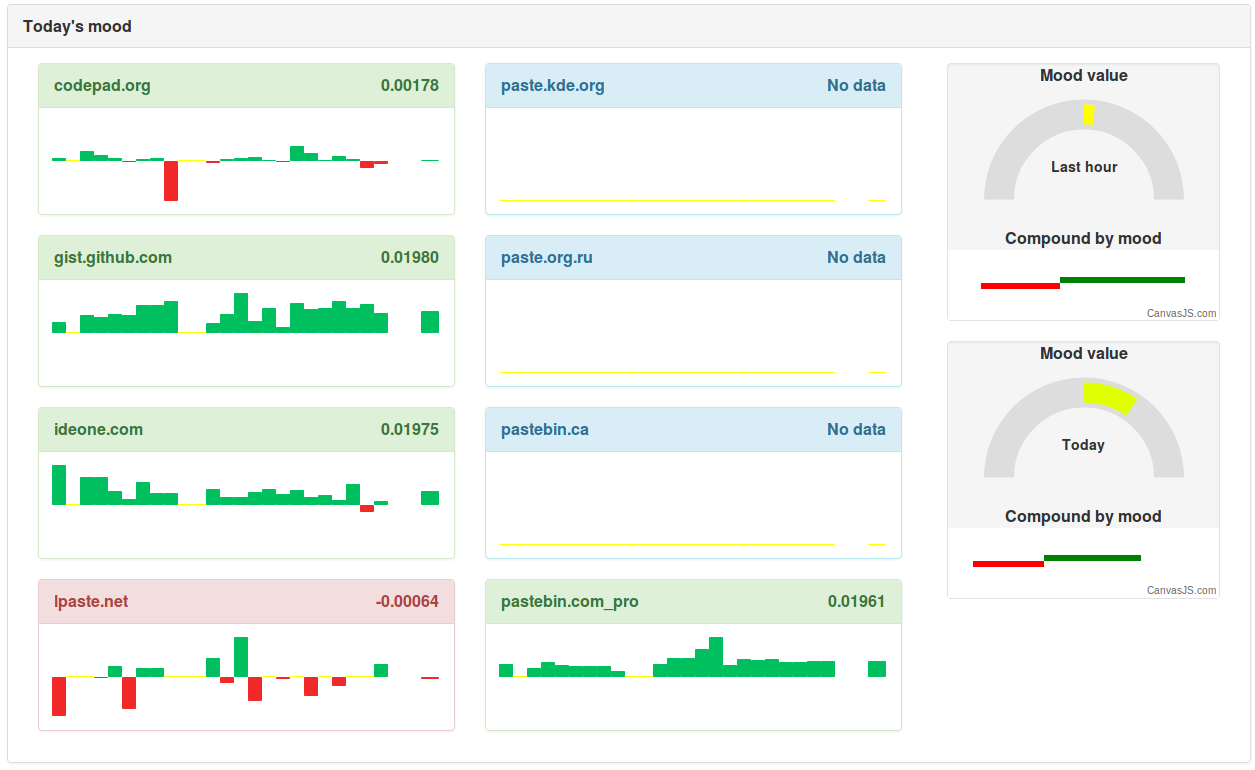 Today's mood
codepad.org 0.00178
gist.github.com 0.01980
ideone.com 0.01975
lpaste.net -0.00064
paste.kde.org No data
paste.org.ru No data
pastebin.ca No data
pastebin.com_pro 0.01961
Mood value
Last hour
Compound by mood
CanvasJS.com
Mood value
Today
Compound by mood
CanvasJS.com